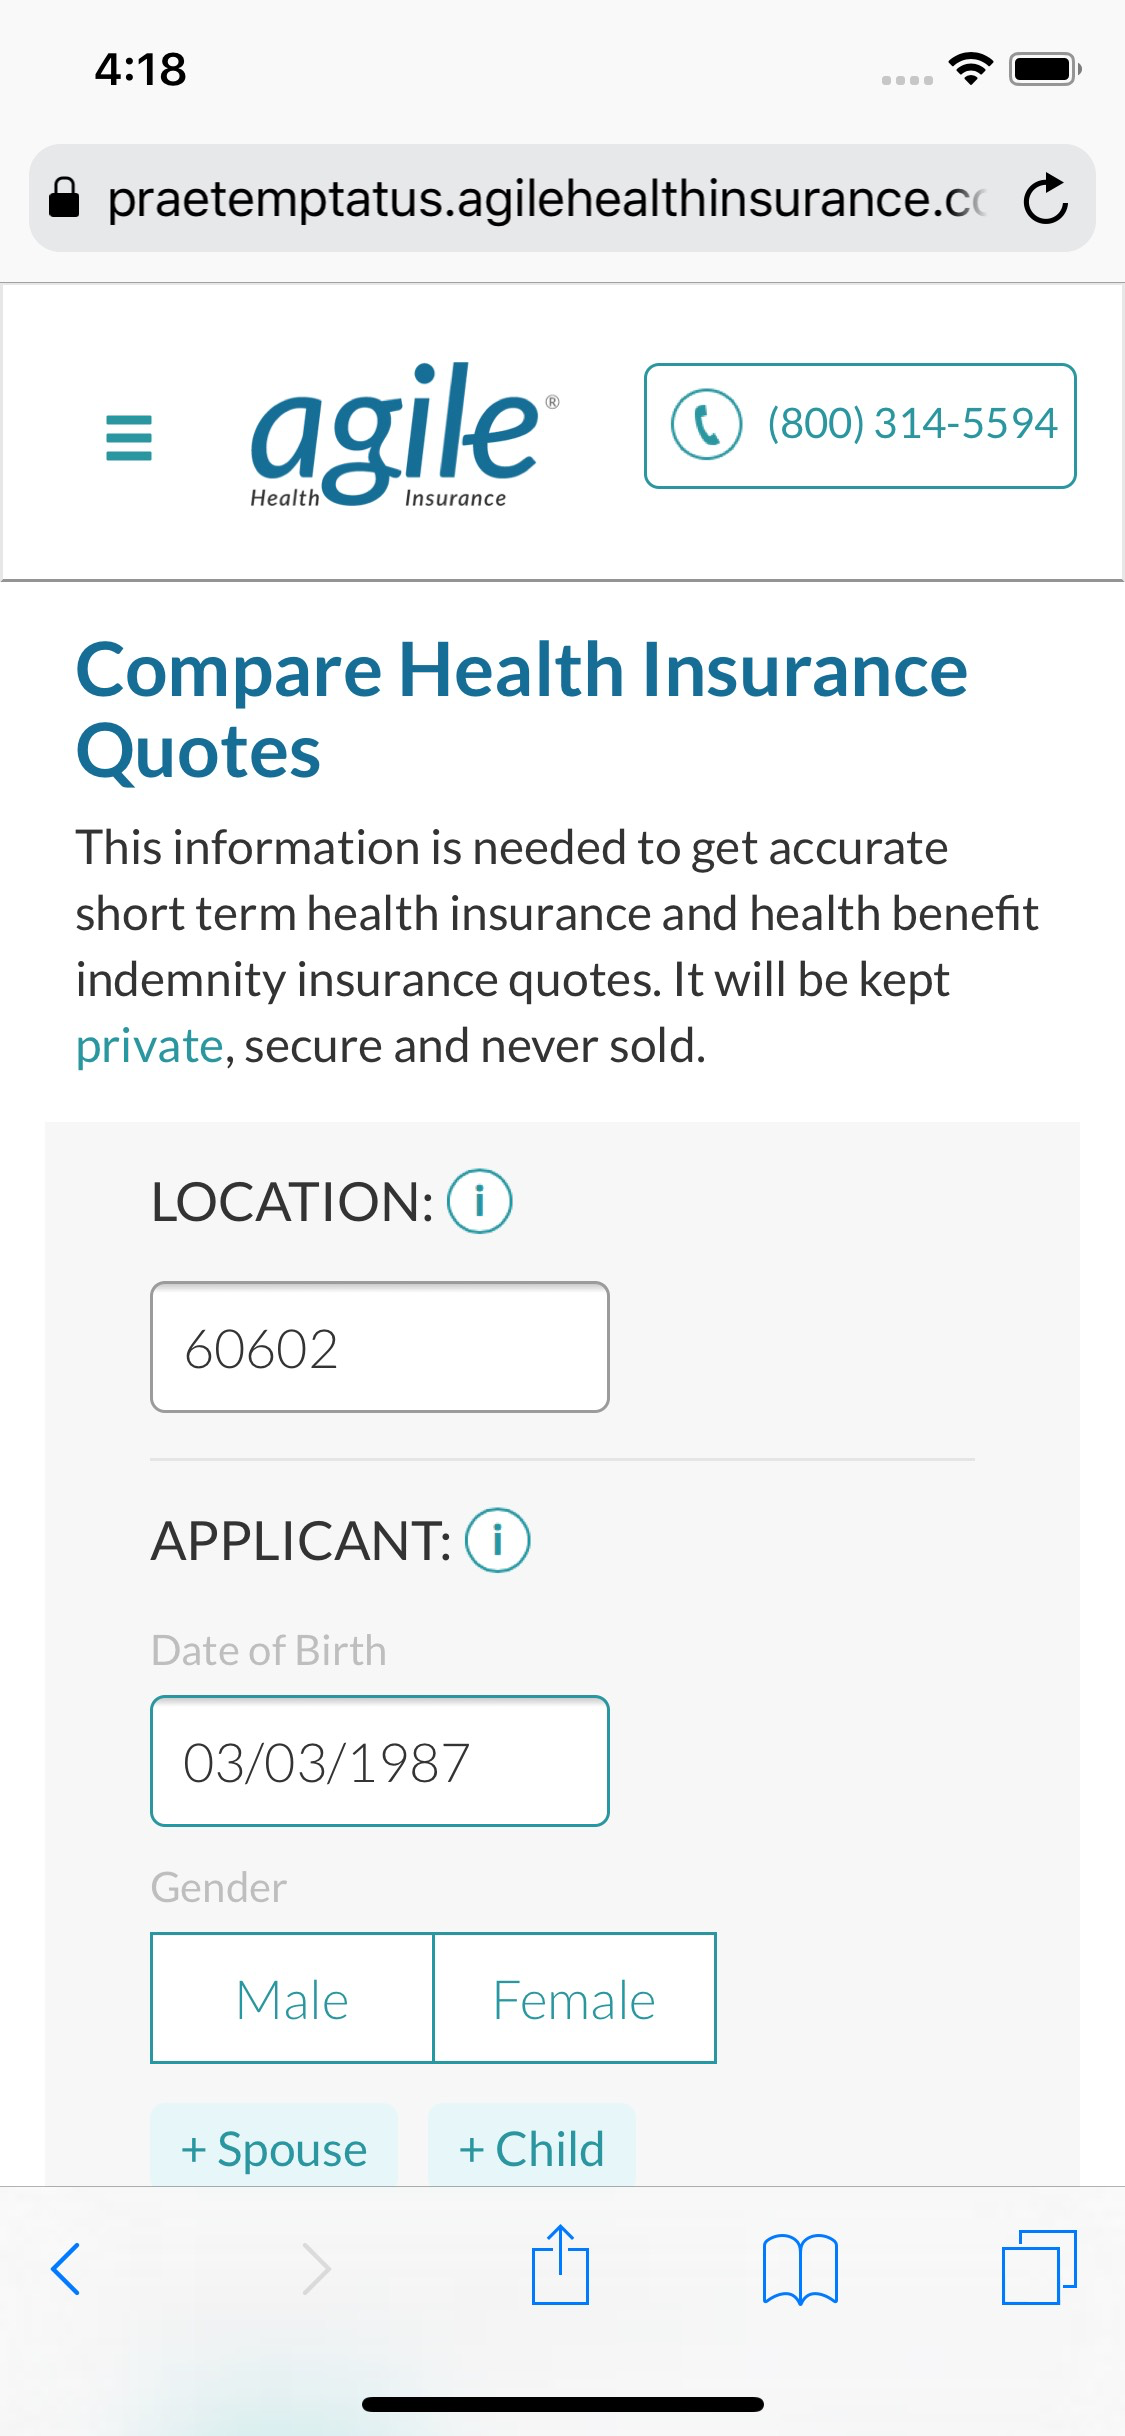 4:18
praetemptatus.agilehealthinsurance.c
agile®
Health Insurance
(800) 314-5594
Compare Health Insurance
Quotes
This information is needed to get accurate
short term health insurance and health benefit
indemnity insurance quotes. It will be kept
private, secure and never sold.
LOCATION: i
60602
APPLICANT: i
Date of Birth
03/03/1987
Gender
Male Female
+ Spouse + Child